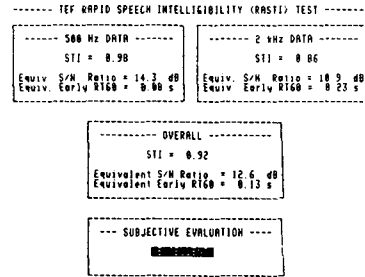 ----- TEF RAPID SPEECH INTELLIGIBILITY (RASTI) TEST -----
------ 500 Hz DATA ------
STI = 0.98
Equiv. S/N Ratio = 14.3 dB
Equiv. Early RT60 = 0.08 s
------ 2 kHz DATA ------
STI = 0 86
Equiv. S/N Ratio = 10 9 dB
Equiv Early RT60 = 0 23 s
--------- OVERALL ---------
STI = 0.92
Equivalent S/N Ratio = 12.6 dB
Equivalent Early RT60 = 0.13 s
--- SUBJECTIVE EVALUATION ----